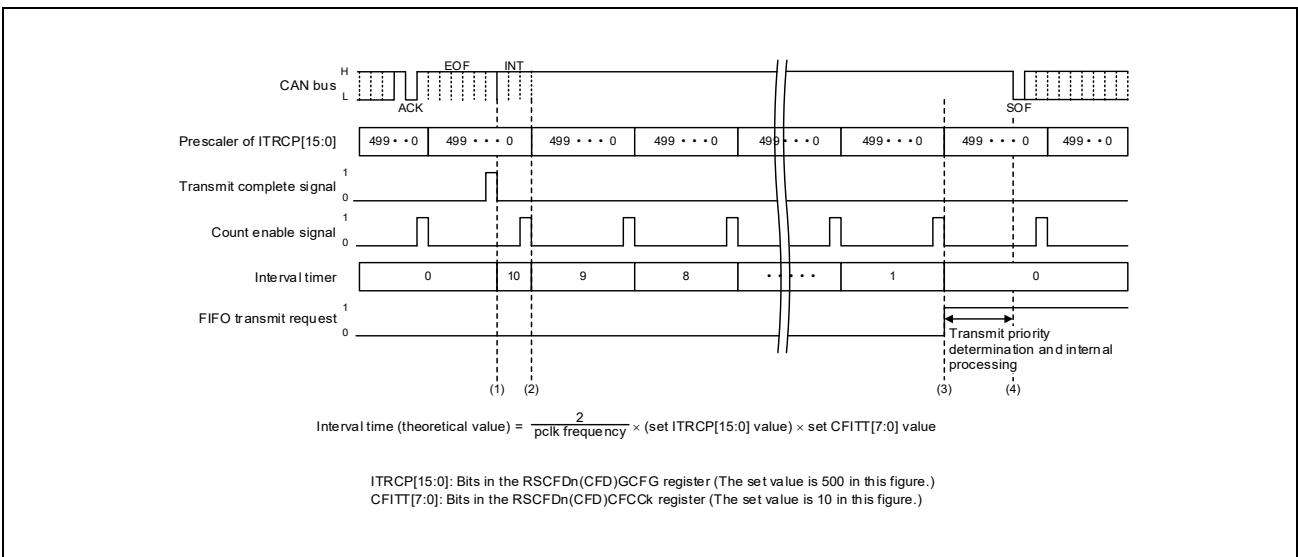 CAN bus
H
L
EOF
INT
ACK
SOF
Prescaler of ITRCP[15:0]
499・・0
499・・・0
499・・・0
499・・・0
499・・・0
499・・・0
499・・・0
499・・0
Transmit complete signal
1
0
Count enable signal
1
0
Interval timer
0
10
9
8
・・・・・
1
0
FIFO transmit request
1
0
Transmit priority
determination and internal
processing
(1)
(2)
(3)
(4)
Interval time (theoretical value) = 2 / pclk frequency × (set ITRCP[15:0] value) × set CFITT[7:0] value
ITRCP[15:0]: Bits in the RSCFDn(CFD)GCFG register (The set value is 500 in this figure.)
CFITT[7:0]: Bits in the RSCFDn(CFD)CFCCk register (The set value is 10 in this figure.)